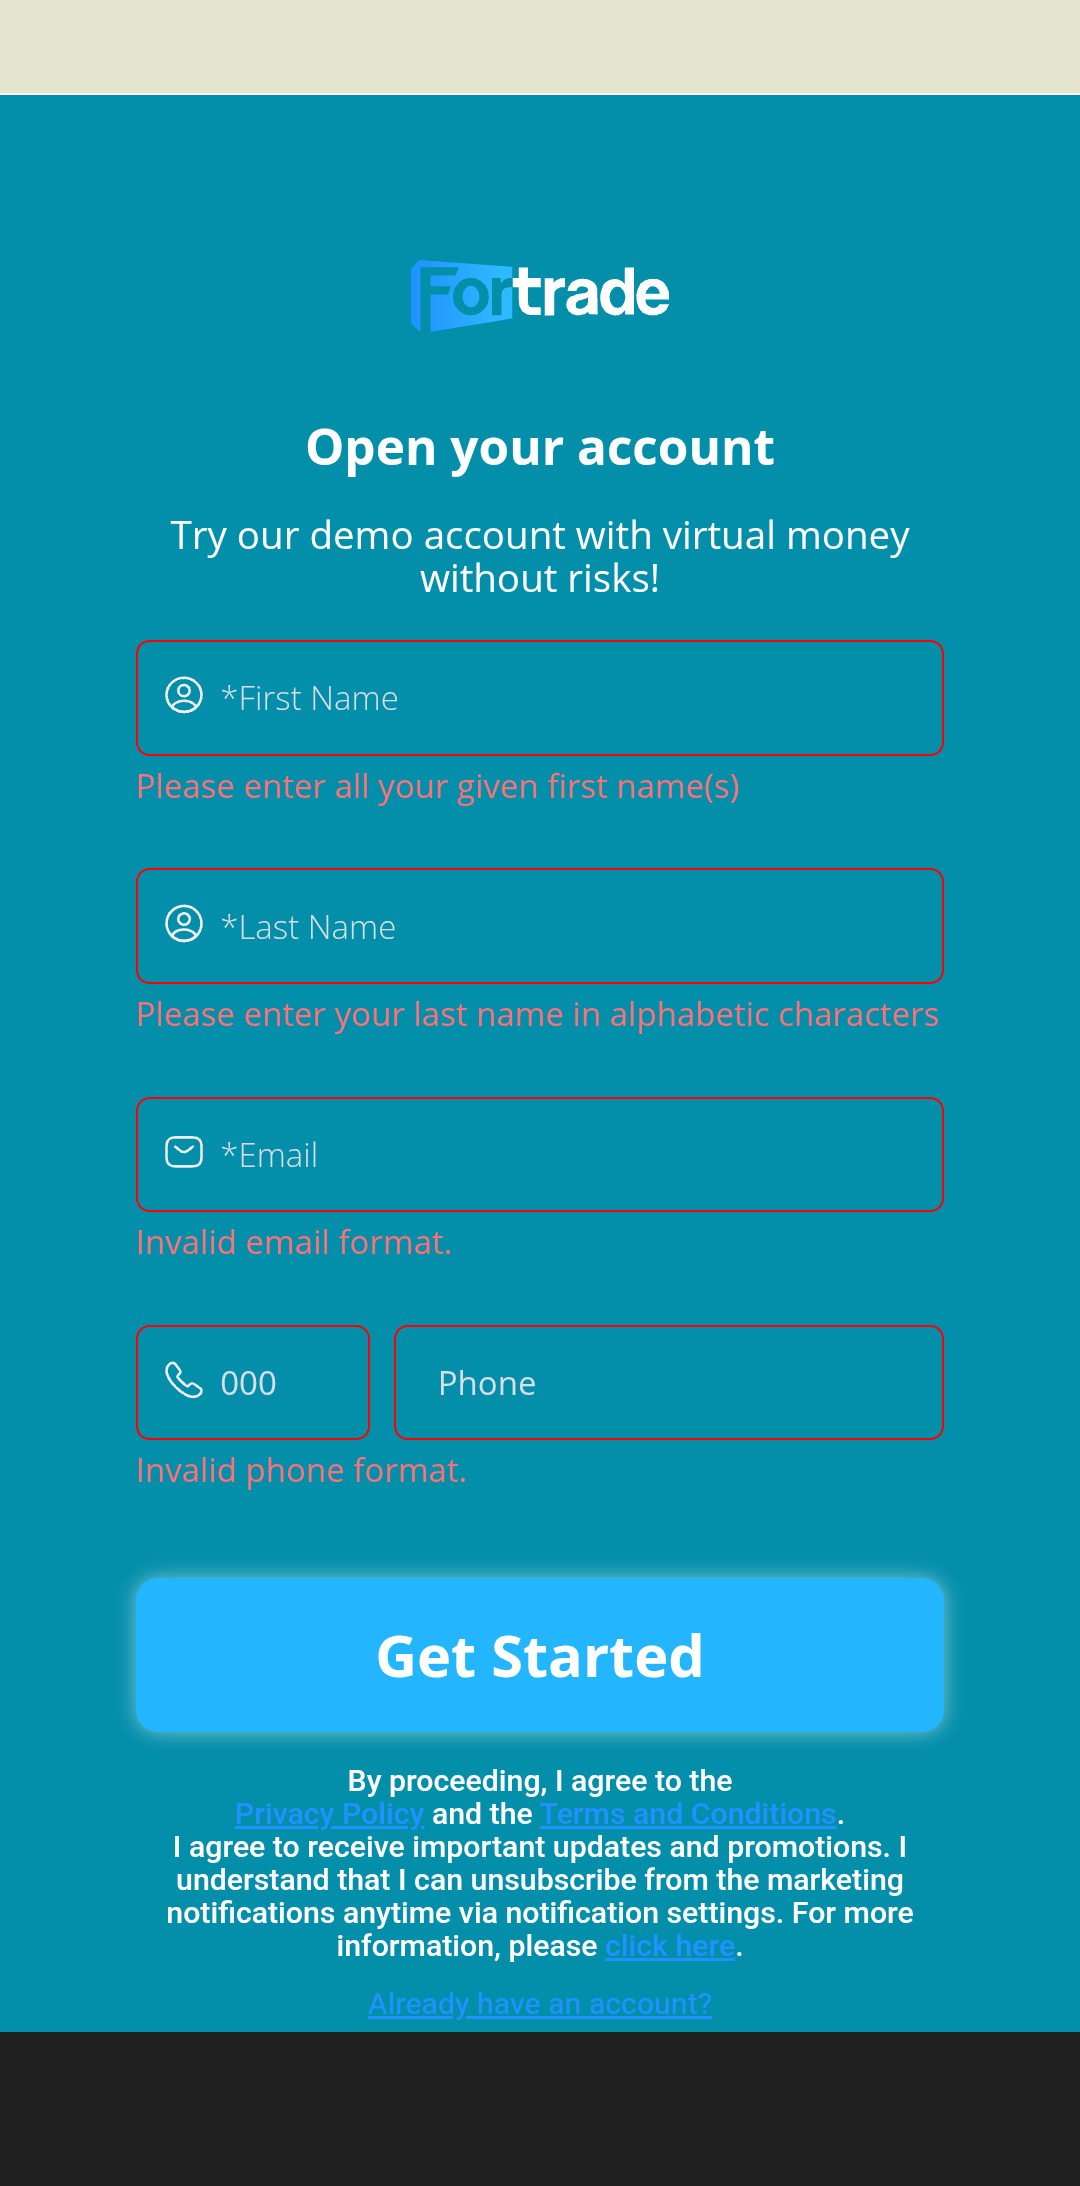 Fortrade
Open your account
Try our demo account with virtual money
without risks!
*First Name
Please enter all your given first name(s)
*Last Name
Please enter your last name in alphabetic characters
*Email
Invalid email format.
000 Phone
Invalid phone format.
Get Started
By proceeding, I agree to the
Privacy Policy and the Terms and Conditions.
I agree to receive important updates and promotions. I
understand that I can unsubscribe from the marketing
notifications anytime via notification settings. For more
information, please click here.
Already have an account?